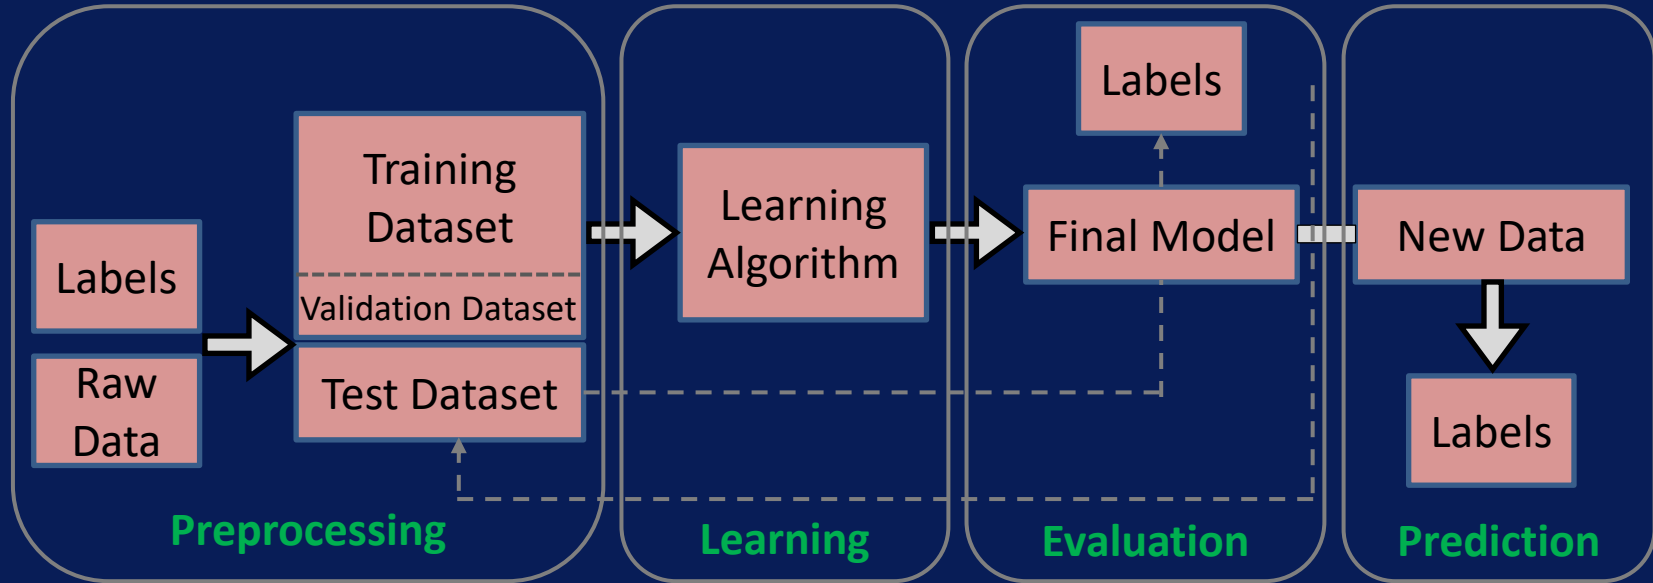 Labels
Raw
Data
Training
Dataset
Validation Dataset
Test Dataset
Preprocessing
Learning
Algorithm
Learning
Labels
Final Model
Evaluation
New Data
Labels
Prediction